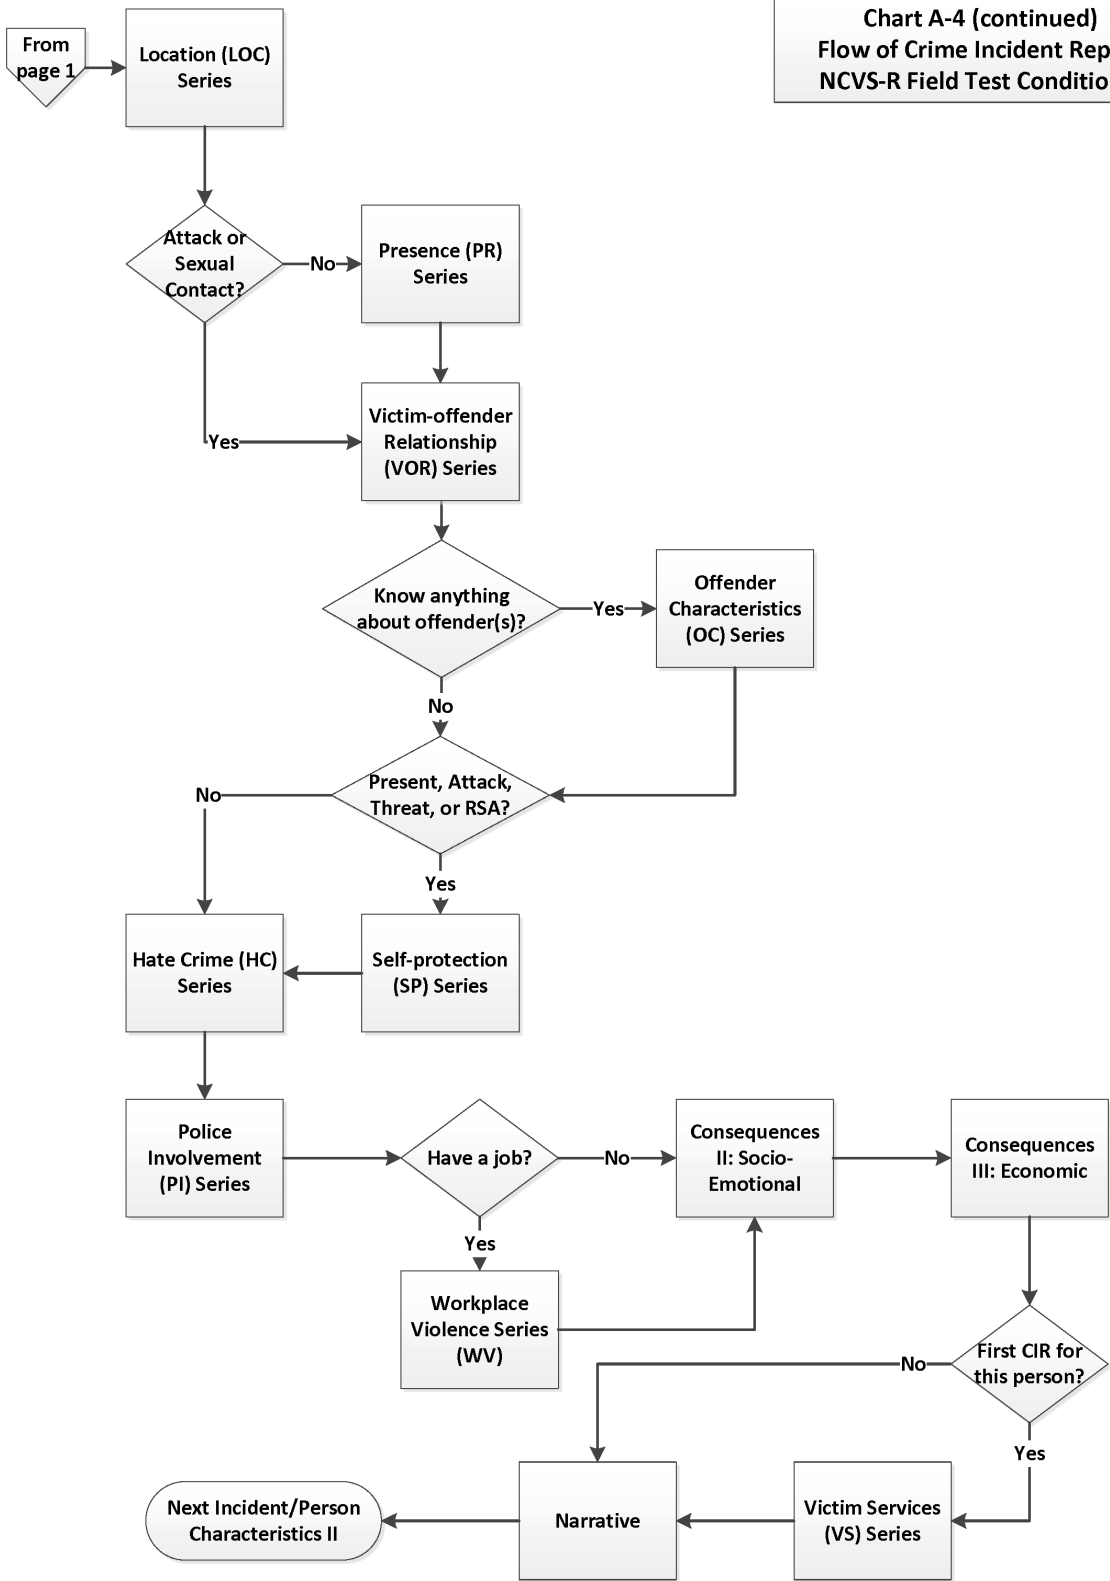 Chart A-4 (continued)
Flow of Crime Incident Rep
NCVS-R Field Test Conditio
From
page 1
Location (LOC)
Series
Attack or
Sexual
Contact?
No
Presence (PR)
Series
Yes
Victim-offender
Relationship
(VOR) Series
Know anything
about offender(s)?
Yes
Offender
Characteristics
(OC) Series
No
Present, Attack,
Threat, or RSA?
No
Yes
Hate Crime (HC)
Series
Self-protection
(SP) Series
Police
Involvement
(PI) Series
Have a job?
No
Consequences
II: Socio-
Emotional
Consequences
III: Economic
Yes
Workplace
Violence Series
(WV)
First CIR for
this person?
No
Yes
Next Incident/Person
Characteristics II
Narrative
Victim Services
(VS) Series